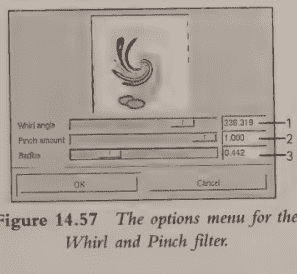 Whirl angle 238.319 1
Pinch amount 1.000 2
Radius 0.442 3
OK Cancel
Figure 14.57 The options menu for the
Whirl and Pinch filter.